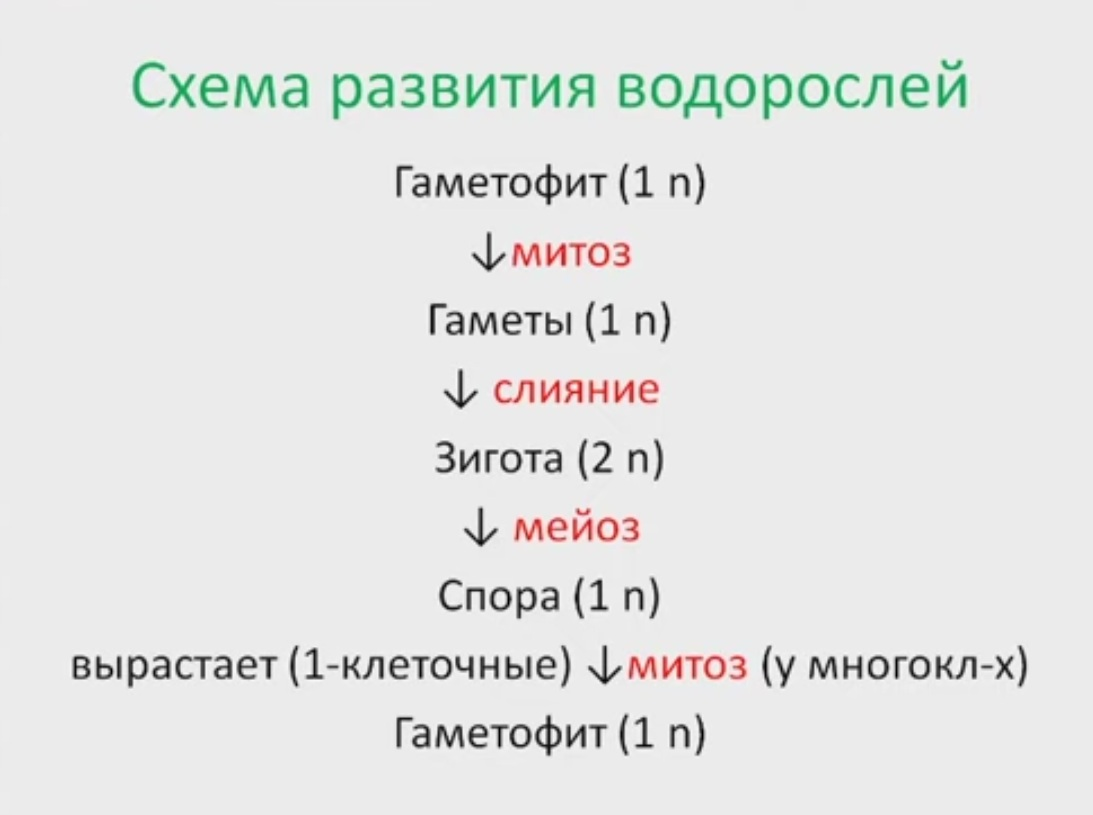 Схема развития водорослей
Гаметофит (1 n)
↓митоз
Гаметы (1 n)
↓ слияние
Зигота (2 n)
↓ мейоз
Спора (1 n)
вырастает (1-клеточные) ↓митоз (у многокл-х)
Гаметофит (1 n)